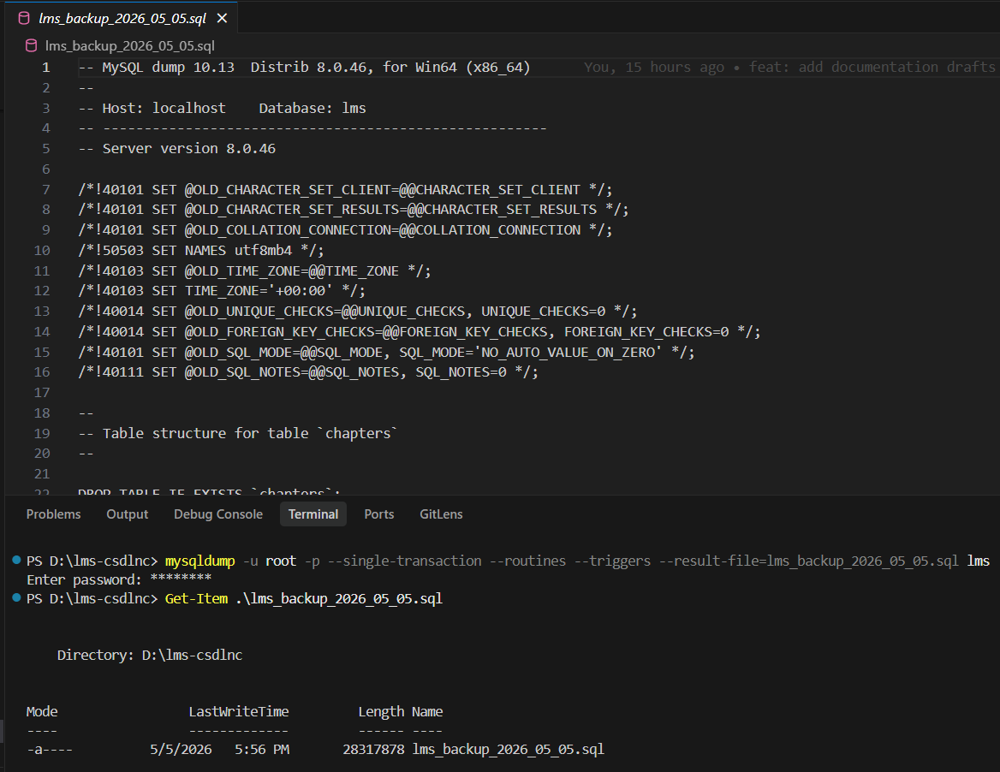 lms_backup_2026_05_05.sql
lms_backup_2026_05_05.sql
1 -- MySQL dump 10.13  Distrib 8.0.46, for Win64 (x86_64) You, 15 hours ago • feat: add documentation drafts
2 --
3 -- Host: localhost    Database: lms
4 -- ------------------------------------------------------
5 -- Server version 8.0.46
6
7 /*!40101 SET @OLD_CHARACTER_SET_CLIENT=@@CHARACTER_SET_CLIENT */;
8 /*!40101 SET @OLD_CHARACTER_SET_RESULTS=@@CHARACTER_SET_RESULTS */;
9 /*!40101 SET @OLD_COLLATION_CONNECTION=@@COLLATION_CONNECTION */;
10 /*!50503 SET NAMES utf8mb4 */;
11 /*!40103 SET @OLD_TIME_ZONE=@@TIME_ZONE */;
12 /*!40103 SET TIME_ZONE='+00:00' */;
13 /*!40014 SET @OLD_UNIQUE_CHECKS=@@UNIQUE_CHECKS, UNIQUE_CHECKS=0 */;
14 /*!40014 SET @OLD_FOREIGN_KEY_CHECKS=@@FOREIGN_KEY_CHECKS, FOREIGN_KEY_CHECKS=0 */;
15 /*!40101 SET @OLD_SQL_MODE=@@SQL_MODE, SQL_MODE='NO_AUTO_VALUE_ON_ZERO' */;
16 /*!40111 SET @OLD_SQL_NOTES=@@SQL_NOTES, SQL_NOTES=0 */;
17
18 --
19 -- Table structure for table `chapters`
20 --
21
22 DROP TABLE IF EXISTS `chapters`;
Problems Output Debug Console Terminal Ports GitLens
PS D:\lms-csdlnc> mysqldump -u root -p --single-transaction --routines --triggers --result-file=lms_backup_2026_05_05.sql lms
Enter password: ********
PS D:\lms-csdlnc> Get-Item .\lms_backup_2026_05_05.sql
Directory: D:\lms-csdlnc
Mode LastWriteTime Length Name
---- ------------- ------ ----
-a---- 5/5/2026 5:56 PM 28317878 lms_backup_2026_05_05.sql